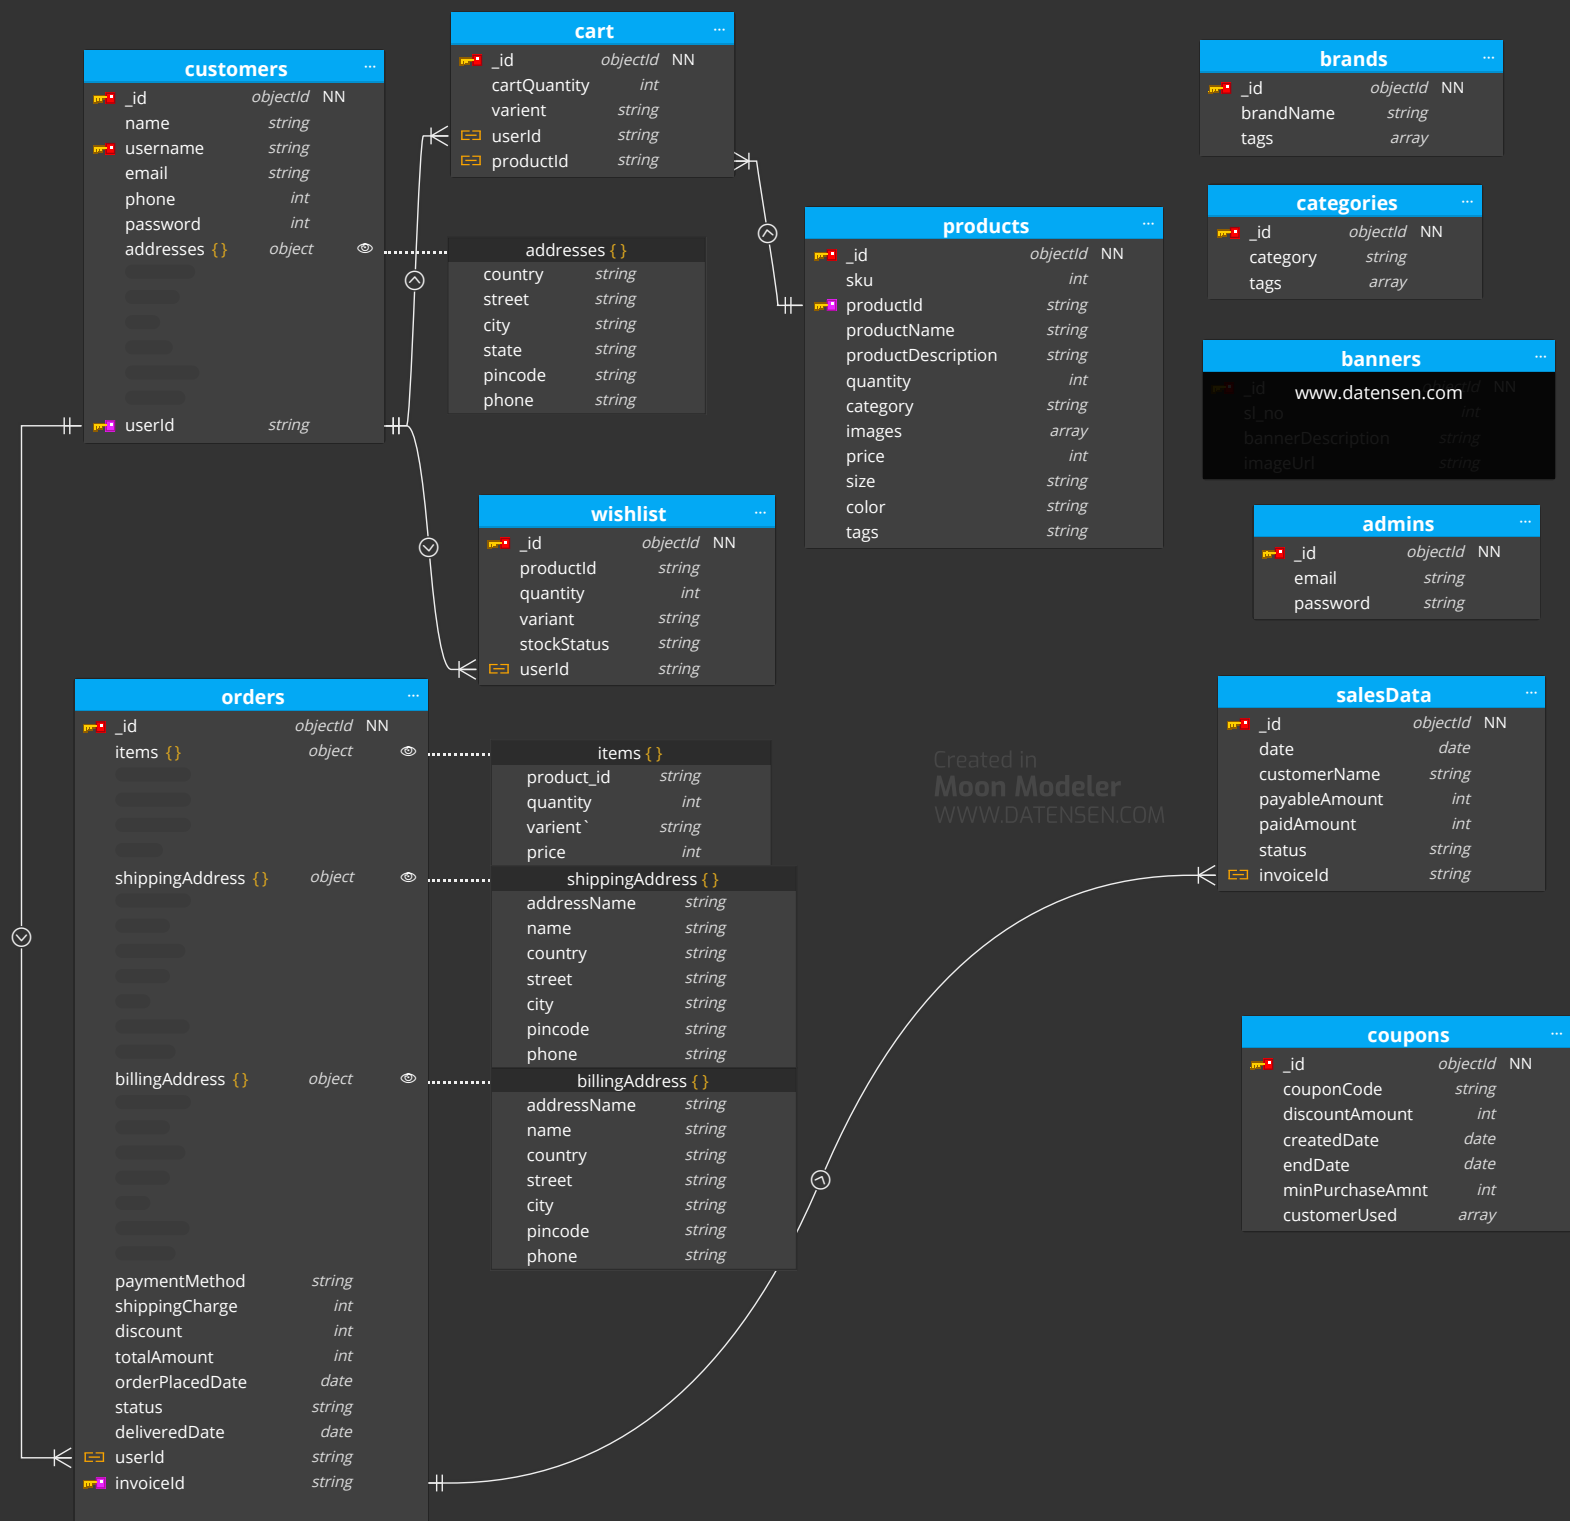 customers ...
_id objectId NN
name string
username string
email string
phone int
password int
addresses {} object
userId string
cart ...
_id objectId NN
cartQuantity int
varient string
userId string
productId string
addresses {}
country string
street string
city string
state string
pincode string
phone string
products ...
_id objectId NN
sku int
productId string
productName string
productDescription string
quantity int
category string
images array
price int
size string
color string
tags string
brands ...
_id objectId NN
brandName string
tags array
categories ...
_id objectId NN
category string
tags array
banners ...
_id objectId NN
www.datensen.com
sl_no int
bannerDescription string
imageUrl string
admins ...
_id objectId NN
email string
password string
wishlist ...
_id objectId NN
productId string
quantity int
variant string
stockStatus string
userId string
orders ...
_id objectId NN
items {} object
shippingAddress {} object
billingAddress {} object
paymentMethod string
shippingCharge int
discount int
totalAmount int
orderPlacedDate date
status string
deliveredDate date
userId string
invoiceId string
items {}
product_id string
quantity int
varient` string
price int
shippingAddress {}
addressName string
name string
country string
street string
city string
pincode string
phone string
billingAddress {}
addressName string
name string
country string
street string
city string
pincode string
phone string
Created in
Moon Modeler
WWW.DATENSEN.COM
salesData ...
_id objectId NN
date date
customerName string
payableAmount int
paidAmount int
status string
invoiceId string
coupons ...
_id objectId NN
couponCode string
discountAmount int
createdDate date
endDate date
minPurchaseAmnt int
customerUsed array